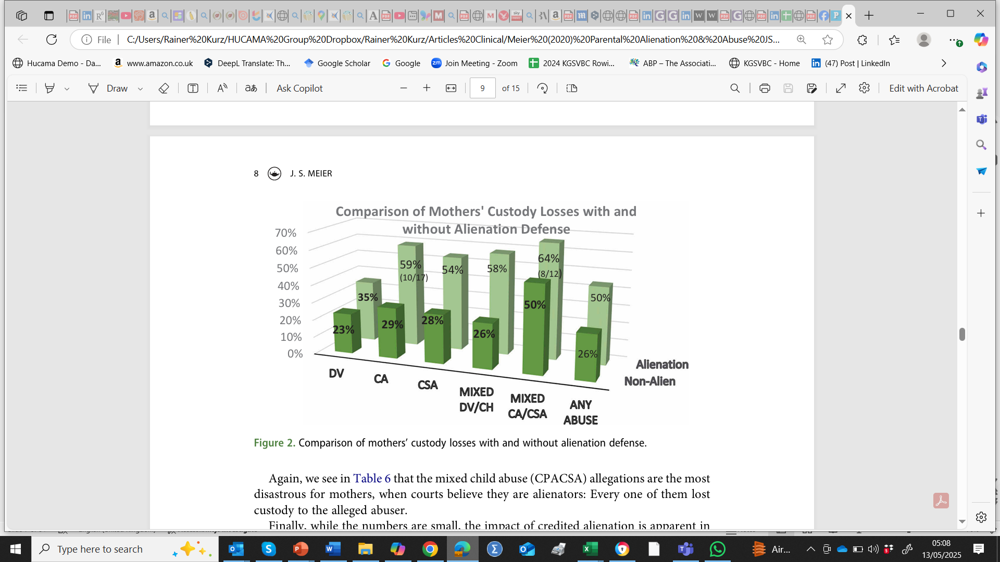 File
C:/Users/Rainer%20Kurz/HUCAMA%20Group%20Dropbox/Rainer%20Kurz/Articles%20Clinical/Meier%20(2020)%20Parental%20Alienation%20&%20Abuse%20JS...
Hucama Demo - Da...
www.amazon.co.uk
DeepL Translate: Th...
Google Scholar
Google
Join Meeting - Zoom
2024 KGSVBC Rowi...
ABP – The Associati...
KGSVBC - Home
(47) Post | LinkedIn
Draw
Ask Copilot
9 of 15
Edit with Acrobat
8 J. S. MEIER
Comparison of Mothers' Custody Losses with and
without Alienation Defense
70%
60%
50%
40%
30%
20%
10%
0%
35%
59%
(10/17)
54%
58%
64%
(8/12)
50%
23%
29%
28%
26%
50%
26%
Alienation
Non-Alien
DV
CA
CSA
MIXED
DV/CH
MIXED
CA/CSA
ANY
ABUSE
Figure 2. Comparison of mothers’ custody losses with and without alienation defense.
Again, we see in Table 6 that the mixed child abuse (CPACSA) allegations are the most
disastrous for mothers, when courts believe they are alienators: Every one of them lost
custody to the alleged abuser.
Finally, while the numbers are small, the impact of credited alienation is apparent in
Type here to search
Air...
05:08
13/05/2025